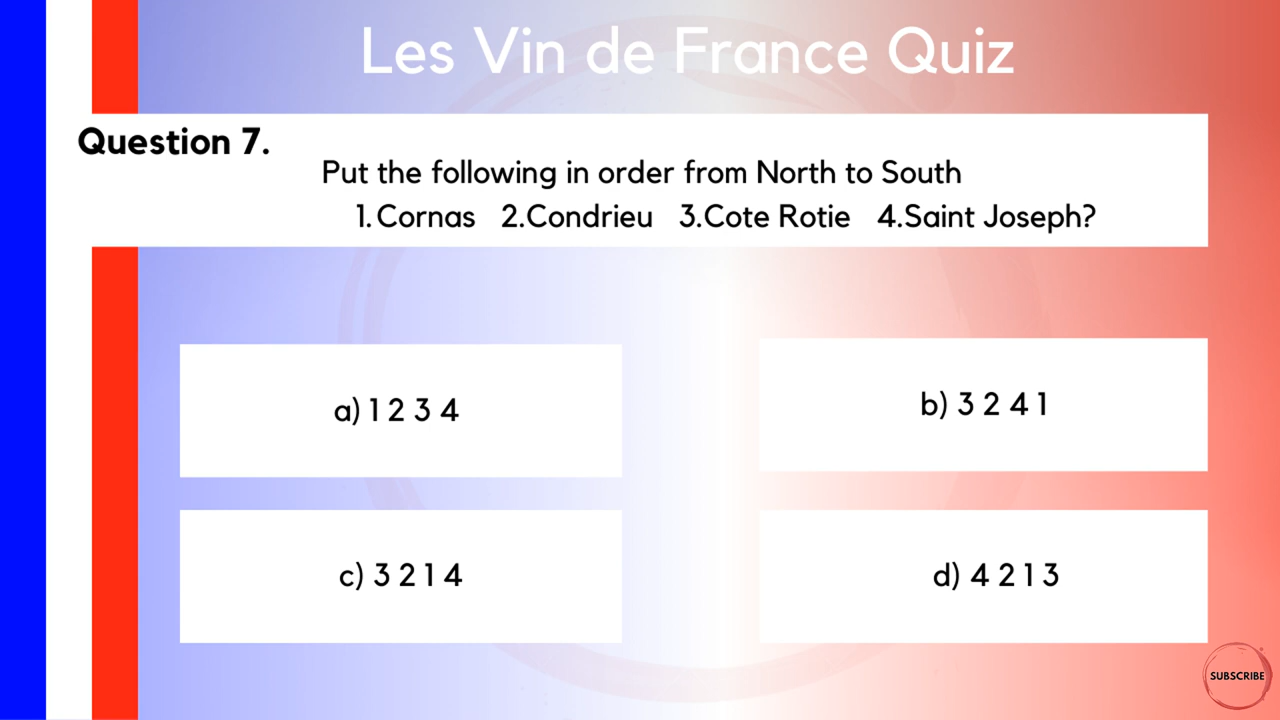 Les Vin de France Quiz
Question 7.
Put the following in order from North to South
1.Cornas 2.Condrieu 3.Cote Rotie 4.Saint Joseph?
a) 1 2 3 4
b) 3 2 4 1
c) 3 2 1 4
d) 4 2 1 3
SUBSCRIBE